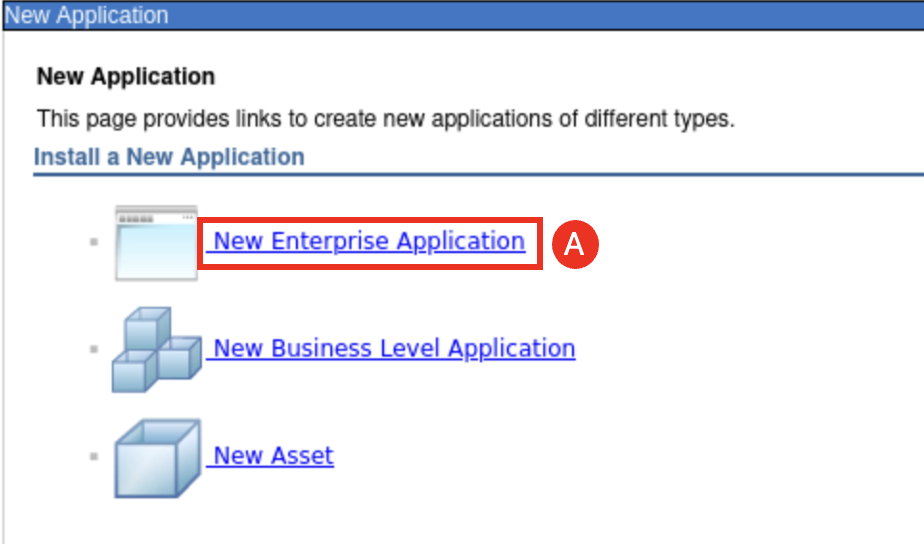 New Application
New Application
This page provides links to create new applications of different types.
Install a New Application
New Enterprise Application
A
New Business Level Application
New Asset